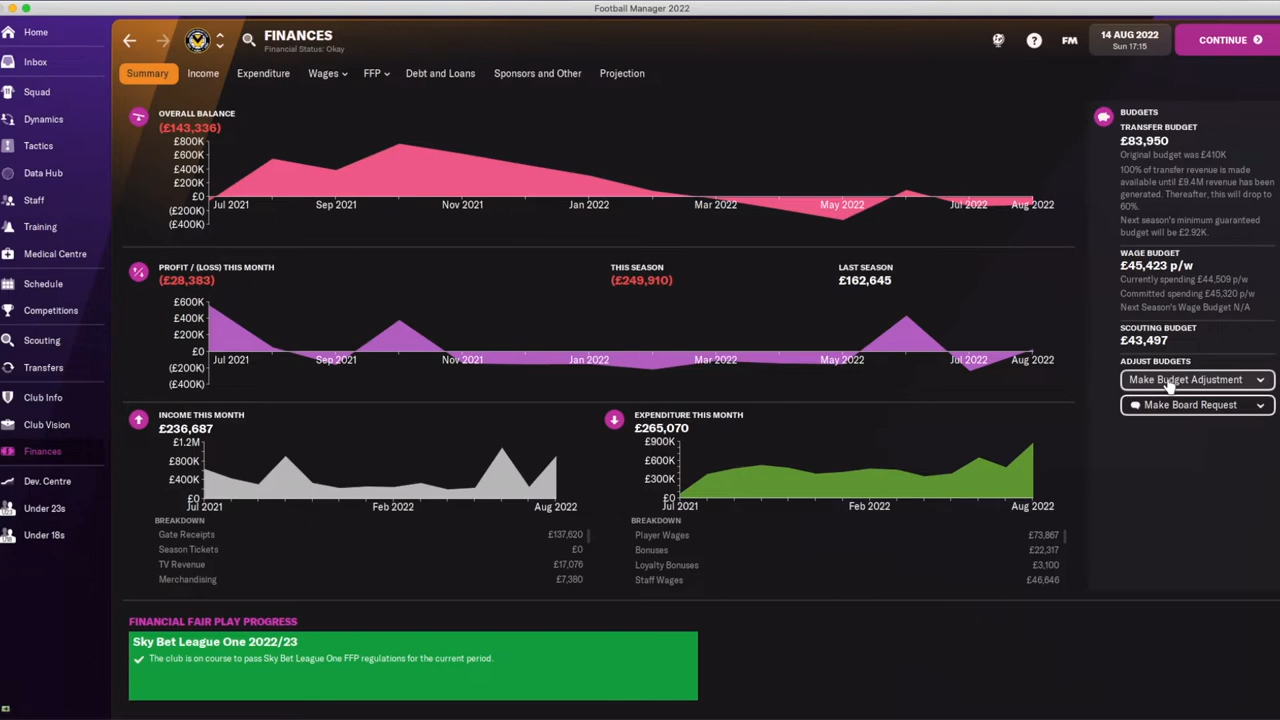 Football Manager 2022
Home
Inbox
Squad
Dynamics
Tactics
Data Hub
Staff
Training
Medical Centre
Schedule
Competitions
Scouting
Transfers
Club Info
Club Vision
Finances
Dev. Centre
Under 23s
Under 18s
FINANCES
Financial Status: Okay
?
FM
14 AUG 2022
Sun 17:15
CONTINUE
Summary
Income
Expenditure
Wages
FFP
Debt and Loans
Sponsors and Other
Projection
OVERALL BALANCE
(£143,336)
£800K
£600K
£400K
£200K
£0
(£200K)
(£400K)
Jul 2021
Sep 2021
Nov 2021
Jan 2022
Mar 2022
May 2022
Jul 2022
Aug 2022
PROFIT / (LOSS) THIS MONTH
(£28,383)
THIS SEASON
(£249,910)
LAST SEASON
£162,645
£600K
£400K
£200K
£0
(£200K)
(£400K)
Jul 2021
Sep 2021
Nov 2021
Jan 2022
Mar 2022
May 2022
Jul 2022
Aug 2022
INCOME THIS MONTH
£236,687
£1.2M
£800K
£400K
£0
Jul 2021
Feb 2022
Aug 2022
BREAKDOWN
Gate Receipts £137,620
Season Tickets £0
TV Revenue £17,076
Merchandising £7,380
EXPENDITURE THIS MONTH
£265,070
£900K
£600K
£300K
£0
Jul 2021
Feb 2022
Aug 2022
BREAKDOWN
Player Wages £73,867
Bonuses £22,317
Loyalty Bonuses £3,100
Staff Wages £46,646
FINANCIAL FAIR PLAY PROGRESS
Sky Bet League One 2022/23
The club is on course to pass Sky Bet League One FFP regulations for the current period.
BUDGETS
TRANSFER BUDGET
£83,950
Original budget was £410K
100% of transfer revenue is made
available until £9.4M revenue has been
generated. Thereafter, this will drop to
60%.
Next season's minimum guaranteed
budget will be £2.92K.
WAGE BUDGET
£45,423 p/w
Currently spending £44,509 p/w
Committed spending £45,320 p/w
Next Season's Wage Budget N/A
SCOUTING BUDGET
£43,497
ADJUST BUDGETS
Make Budget Adjustment
Make Board Request